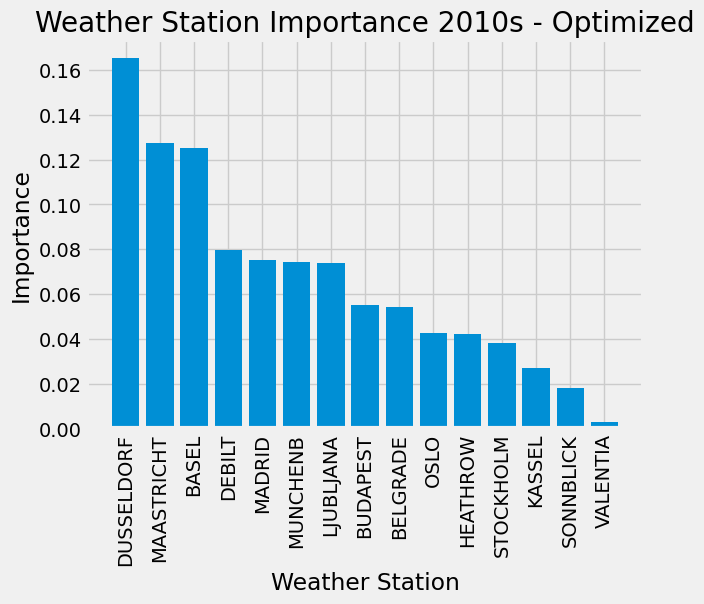 Weather Station Importance 2010s - Optimized
Importance
0.16
0.14
0.12
0.10
0.08
0.06
0.04
0.02
0.00
DUSSELDORF
MAASTRICHT
BASEL
DEBILT
MADRID
MUNCHENB
LJUBLJANA
BUDAPEST
BELGRADE
OSLO
HEATHROW
STOCKHOLM
KASSEL
SONNBLICK
VALENTIA
Weather Station